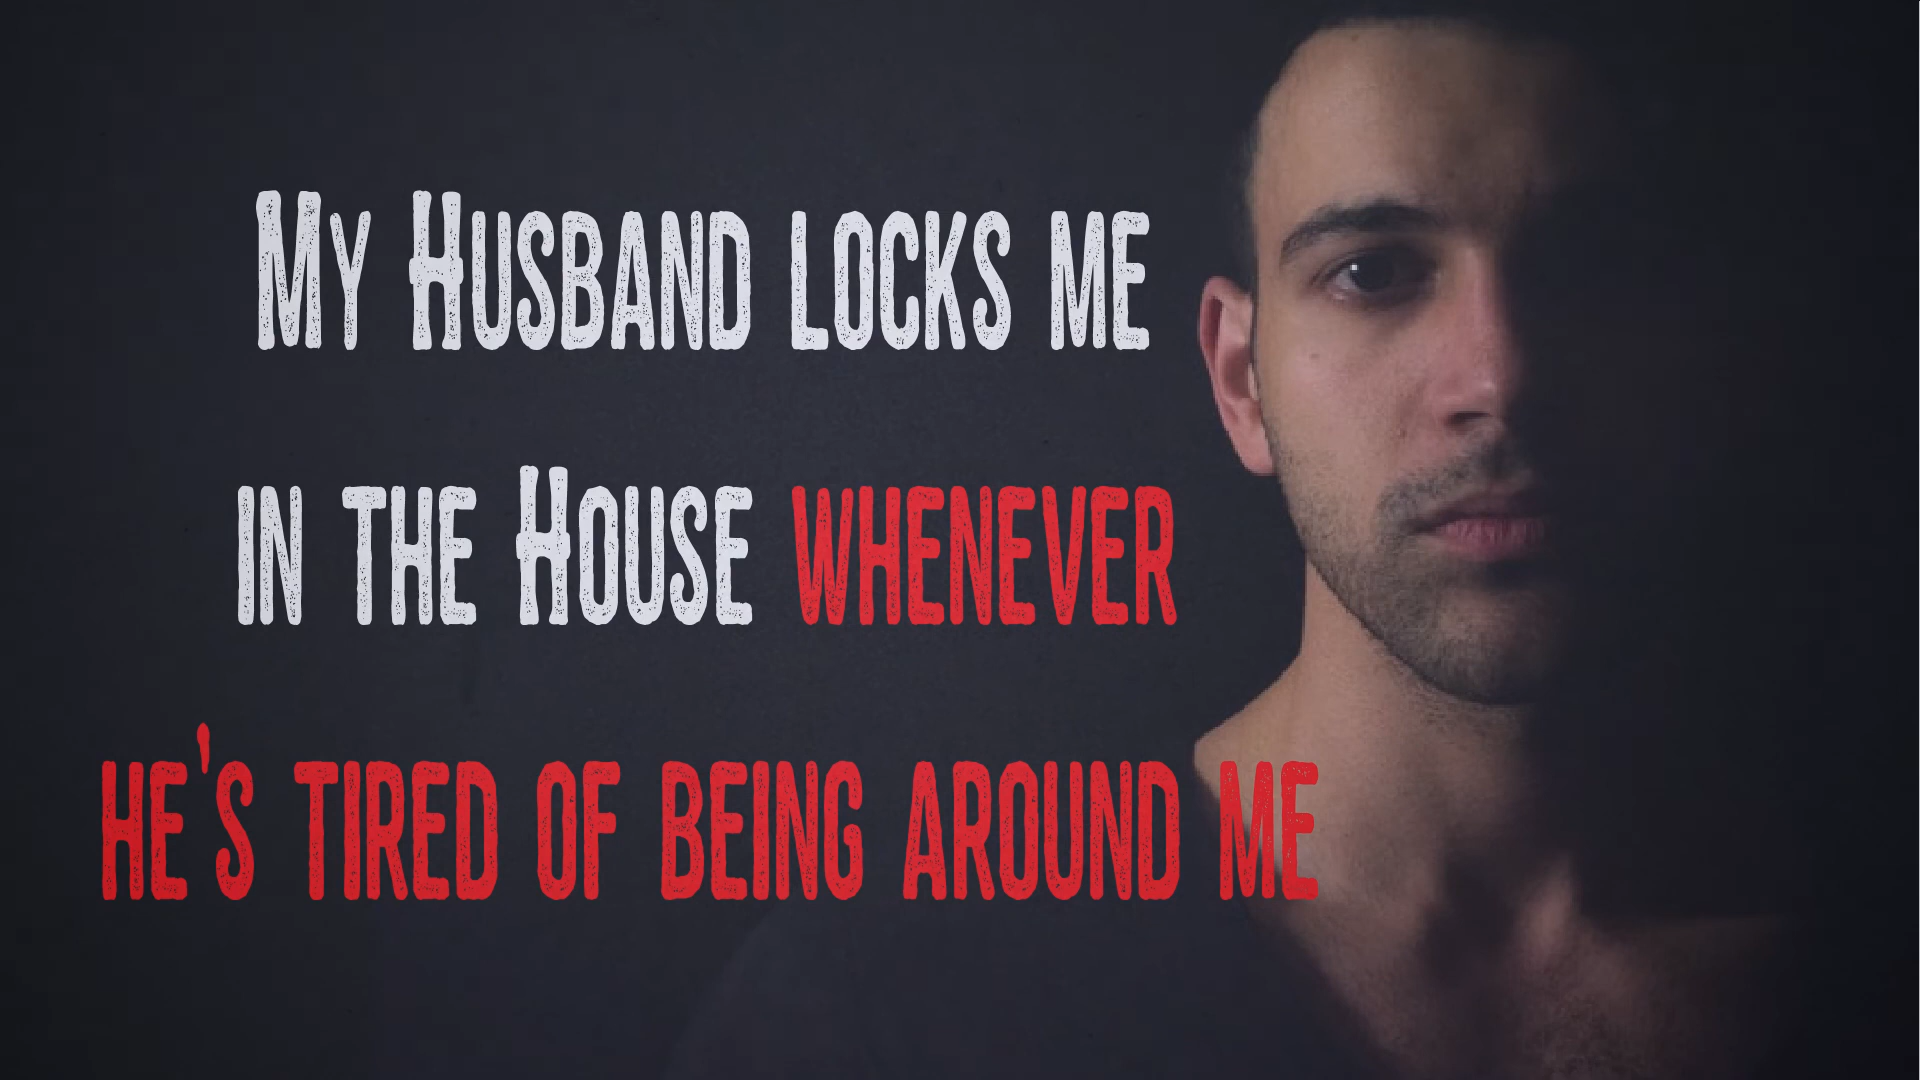 My Husband locks me
in the House whenever
he's tired of being around me